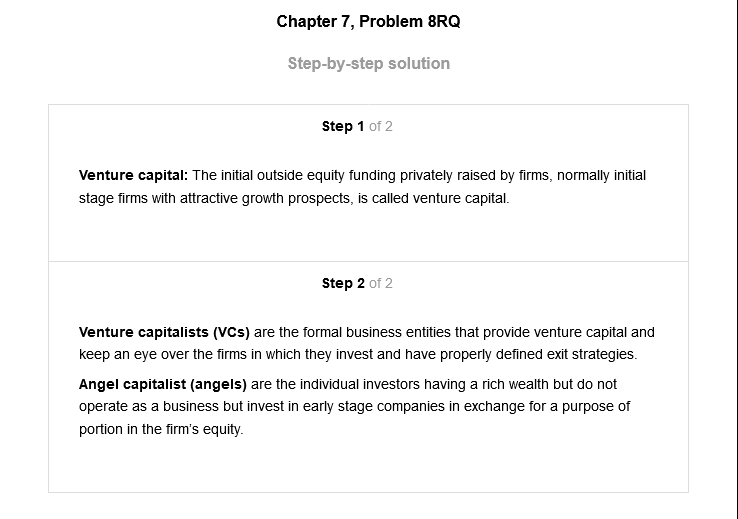 Chapter 7, Problem 8RQ
Step-by-step solution
Step 1 of 2
Venture capital: The initial outside equity funding privately raised by firms, normally initial
stage firms with attractive growth prospects, is called venture capital.
Step 2 of 2
Venture capitalists (VCs) are the formal business entities that provide venture capital and
keep an eye over the firms in which they invest and have properly defined exit strategies.
Angel capitalist (angels) are the individual investors having a rich wealth but do not
operate as a business but invest in early stage companies in exchange for a purpose of
portion in the firm's equity.